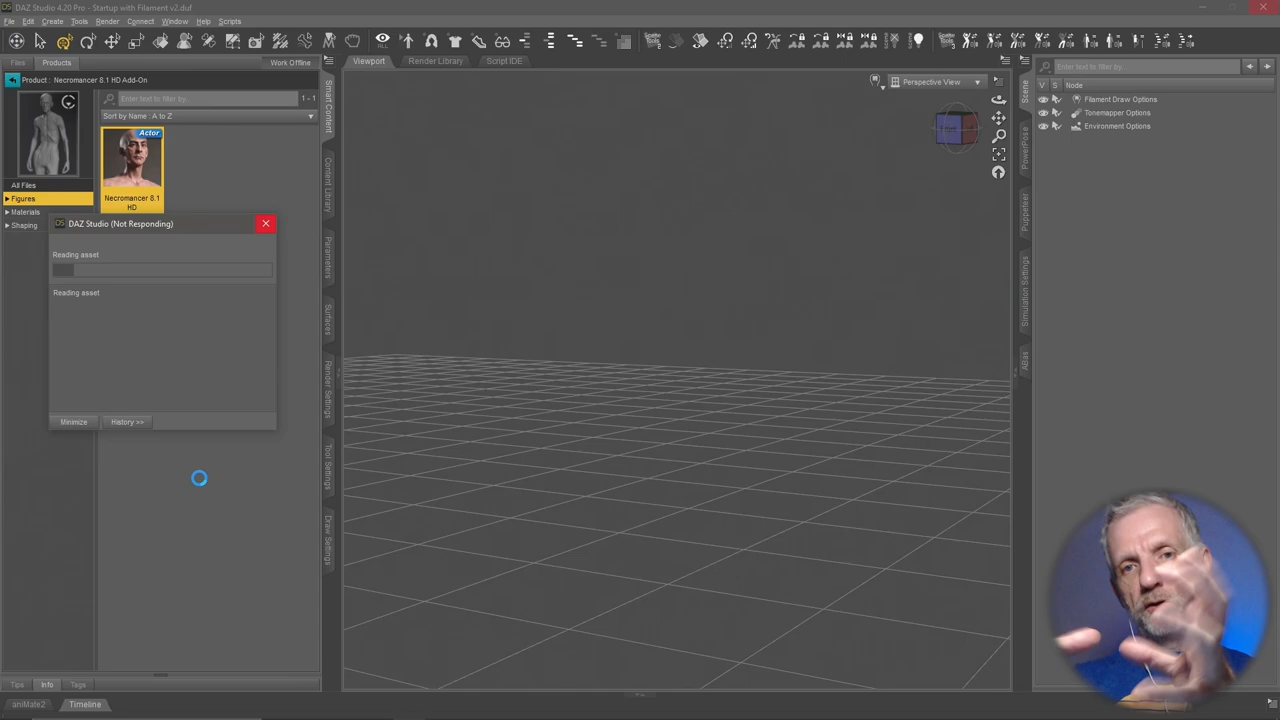 DAZ Studio 4.20 Pro - Startup with Filament v2.duf
File Edit Create Tools Render Connect Window Help Scripts
Files Products Work Offline
Product : Necromancer 8.1 HD Add-On
Enter text to filter by... 1 - 1
Sort by Name : A to Z
Actor
Necromancer 8.1
HD
All Files
Figures
Materials
Shaping
DAZ Studio (Not Responding)
Reading asset
Reading asset
Minimize History >>
Tips Info Tags
animate2 Timeline
Smart Content
Content Library
Parameters
Surfaces
Render Settings
Tool Settings
Draw Settings
Viewport Render Library Script IDE
Perspective View
Scene
PowerPose
Puppeteer
Simulation Settings
ABas
Enter text to filter by...
V S Node
Filament Draw Options
Tonemapper Options
Environment Options